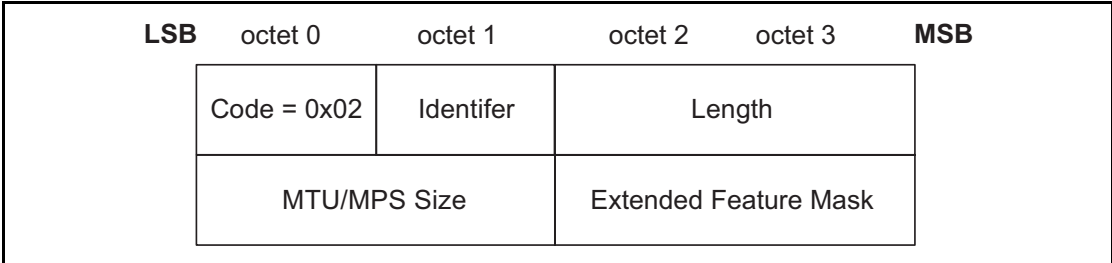 LSB octet 0 octet 1 octet 2 octet 3 MSB
Code = 0x02 Identifer Length
MTU/MPS Size Extended Feature Mask